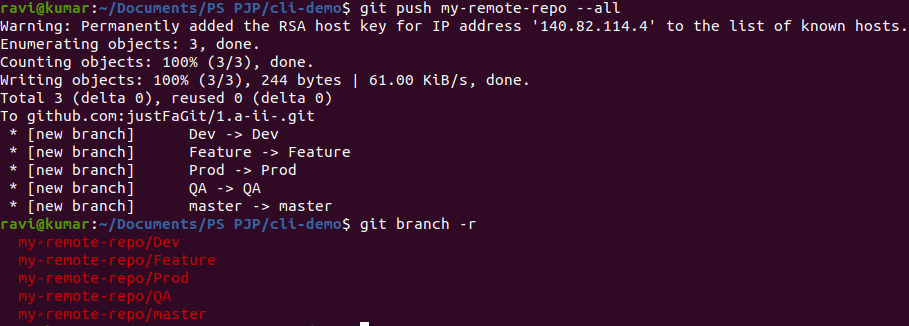 ravi@kumar:~/Documents/PS PJP/cli-demo$ git push my-remote-repo --all
Warning: Permanently added the RSA host key for IP address '140.82.114.4' to the list of known hosts.
Enumerating objects: 3, done.
Counting objects: 100% (3/3), done.
Writing objects: 100% (3/3), 244 bytes | 61.00 KiB/s, done.
Total 3 (delta 0), reused 0 (delta 0)
To github.com:justFaGit/1.a-ii-.git
 * [new branch]      Dev -> Dev
 * [new branch]      Feature -> Feature
 * [new branch]      Prod -> Prod
 * [new branch]      QA -> QA
 * [new branch]      master -> master
ravi@kumar:~/Documents/PS PJP/cli-demo$ git branch -r
  my-remote-repo/Dev
  my-remote-repo/Feature
  my-remote-repo/Prod
  my-remote-repo/QA
  my-remote-repo/master